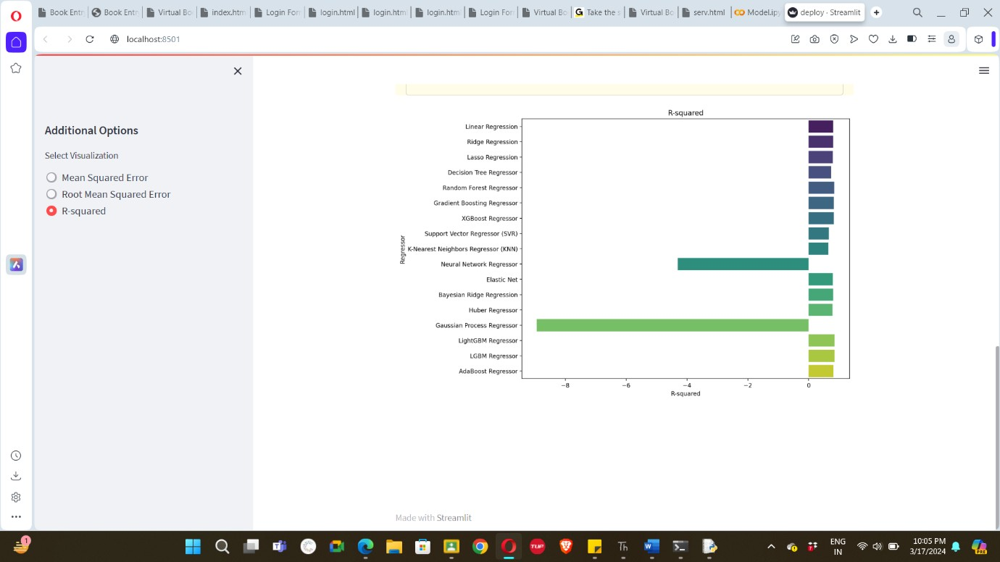 Book Entr
Book Entr
Virtual Bo
index.htm
Login For
login.html
login.htm
login.htm
Login For
Virtual Bo
Take the s
Virtual Bo
serv.html
Model.ipy
deploy · Streamlit
localhost:8501
Additional Options
Select Visualization
Mean Squared Error
Root Mean Squared Error
R-squared
R-squared
Regressor
Linear Regression
Ridge Regression
Lasso Regression
Decision Tree Regressor
Random Forest Regressor
Gradient Boosting Regressor
XGBoost Regressor
Support Vector Regressor (SVR)
K-Nearest Neighbors Regressor (KNN)
Neural Network Regressor
Elastic Net
Bayesian Ridge Regression
Huber Regressor
Gaussian Process Regressor
LightGBM Regressor
LGBM Regressor
AdaBoost Regressor
−8 −6 −4 −2 0
R-squared
Made with Streamlit
1
TUF
Th
ENG
IN
10:05 PM
3/17/2024
PRE